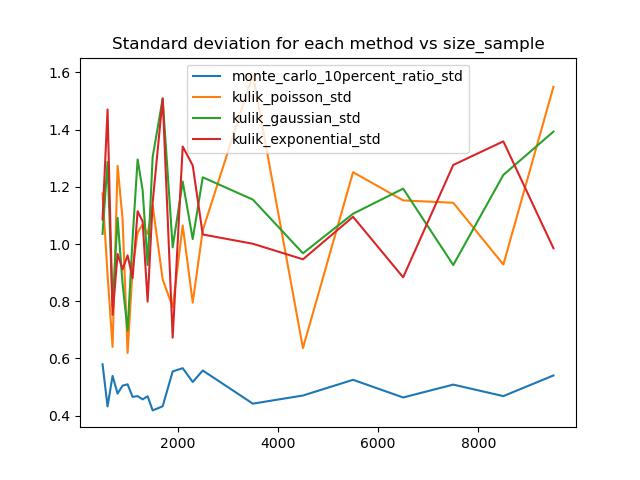 Standard deviation for each method vs size_sample
monte_carlo_10percent_ratio_std
kulik_poisson_std
kulik_gaussian_std
kulik_exponential_std
1.6
1.4
1.2
1.0
0.8
0.6
0.4
2000 4000 6000 8000